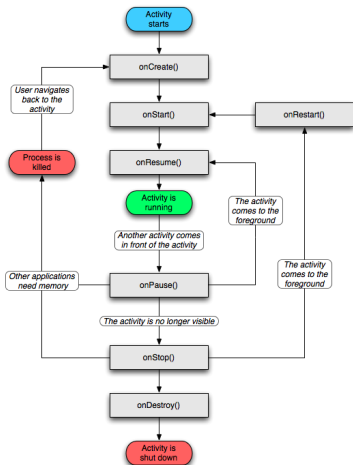 Activity
starts
onCreate()
User navigates
back to the
activity
onStart()
onRestart()
Process is
killed
onResume()
Activity is
running
The activity
comes to the
foreground
Another activity comes
in front of the activity
The activity
comes to the
foreground
Other applications
need memory
onPause()
The activity is no longer visible
onStop()
onDestroy()
Activity is
shut down